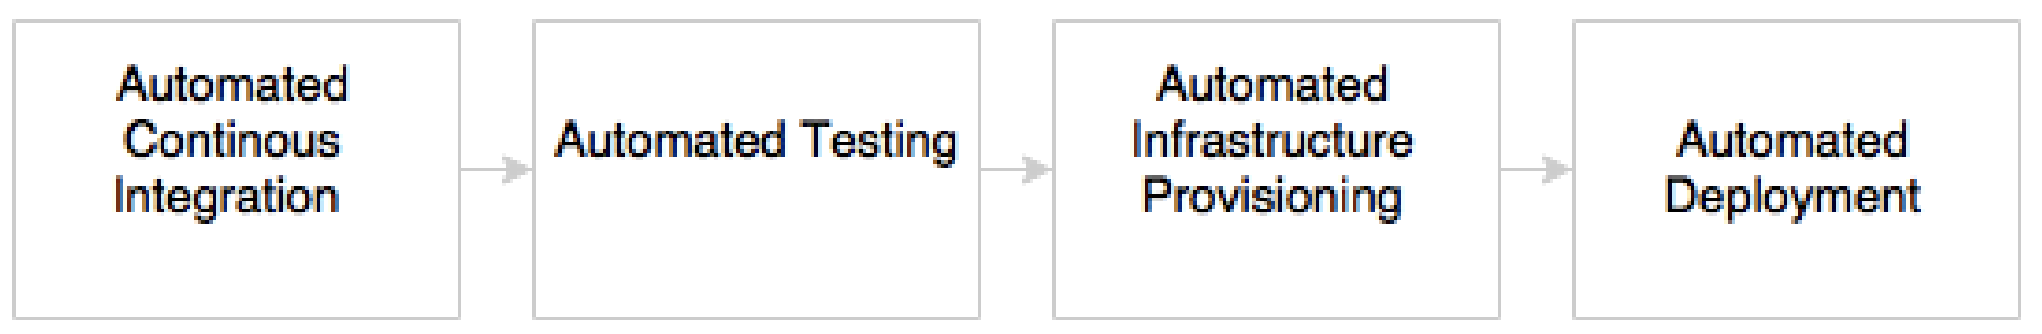 Automated
Continous
Integration
Automated Testing
Automated
Infrastructure
Provisioning
Automated
Deployment